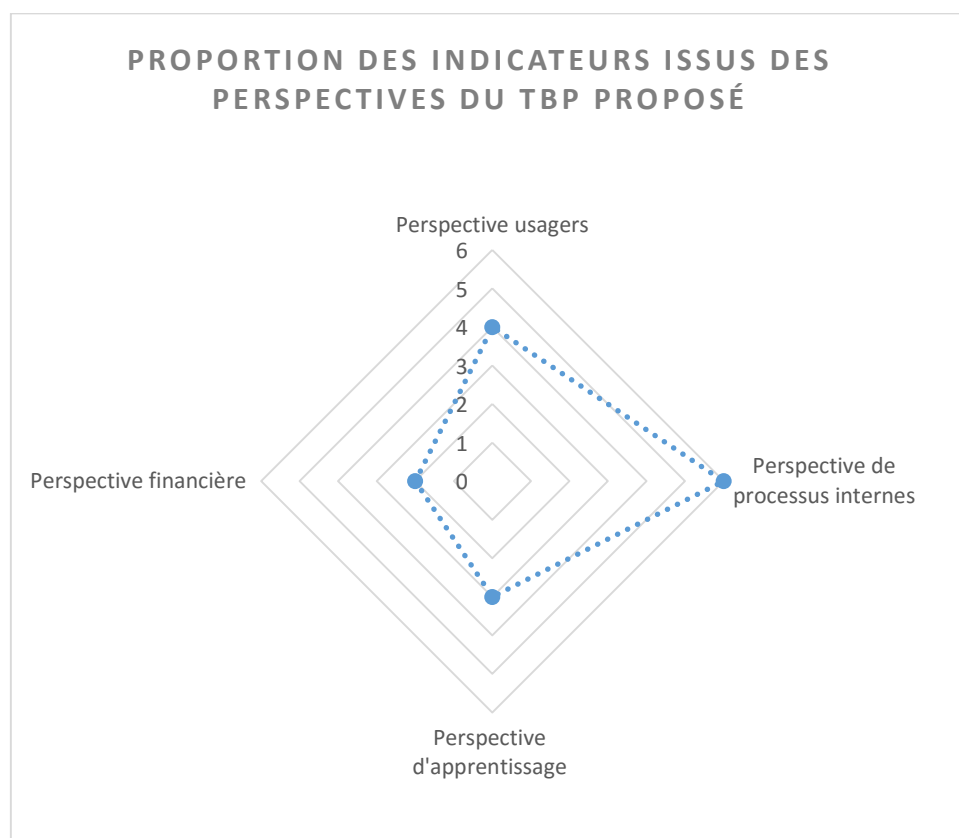 PROPORTION DES INDICATEURS ISSUS DES
PERSPECTIVES DU TBP PROPOSÉ
Perspective usagers
6
5
4
3
2
1
0
Perspective financière
Perspective de
processus internes
Perspective
d'apprentissage